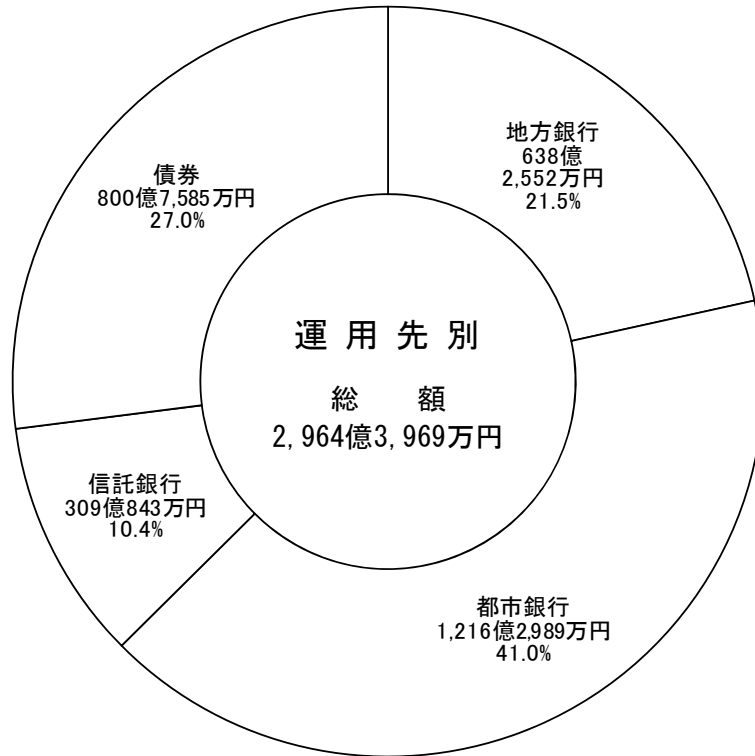 地方銀行
638億
2,552万円
21.5%
債券
800億7,585万円
27.0%
運用先別
総　　額
2,964億3,969万円
信託銀行
309億843万円
10.4%
都市銀行
1,216億2,989万円
41.0%